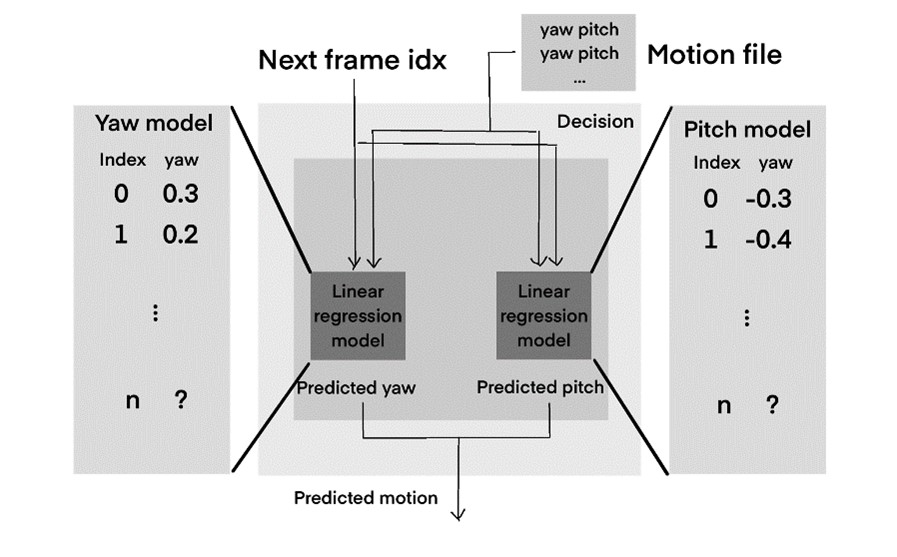 yaw pitch
yaw pitch
...
Motion file
Next frame idx
Decision
Yaw model
Index yaw
0 0.3
1 0.2
⋮
n ?
Pitch model
Index yaw
0 -0.3
1 -0.4
⋮
n ?
Linear
regression
model
Linear
regression
model
Predicted yaw
Predicted pitch
Predicted motion